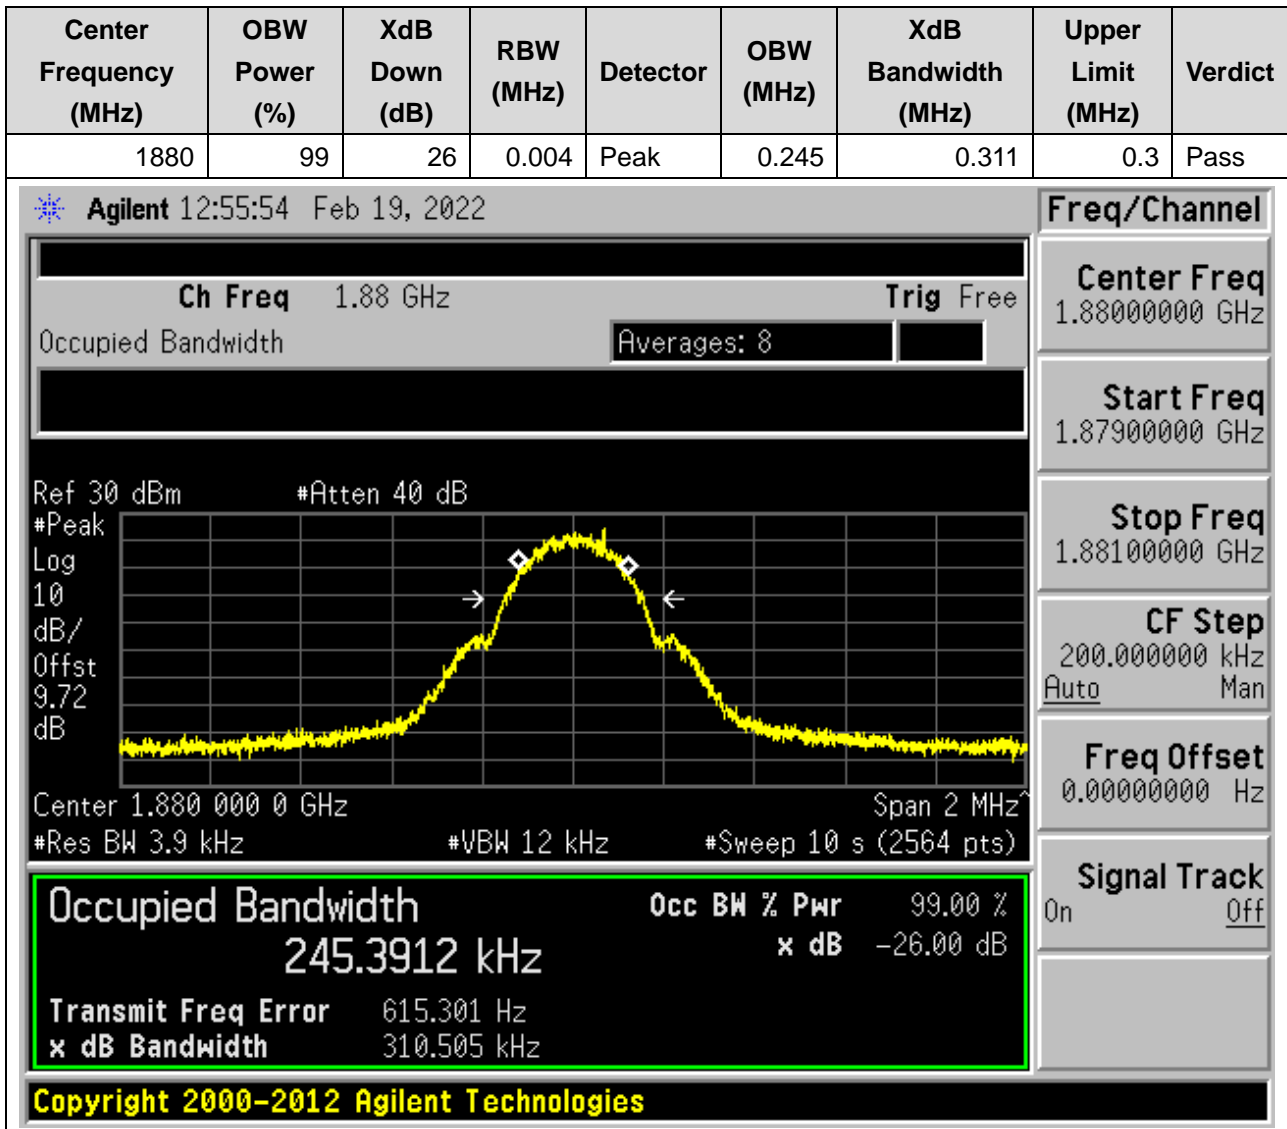 Center Frequency (MHz) OBW Power (%) XdB Down (dB) RBW (MHz) Detector OBW (MHz) XdB Bandwidth (MHz) Upper Limit (MHz) Verdict
1880 99 26 0.004 Peak 0.245 0.311 0.3 Pass
Agilent 12:55:54 Feb 19, 2022
Freq/Channel
Ch Freq 1.88 GHz Trig Free
Occupied Bandwidth Averages: 8
Center Freq
1.88000000 GHz
Start Freq
1.87900000 GHz
Stop Freq
1.88100000 GHz
CF Step
200.000000 kHz
Auto Man
Freq Offset
0.00000000 Hz
Signal Track
On Off
Ref 30 dBm #Atten 40 dB
#Peak
Log
10
dB/
Offst
9.72
dB
Center 1.880 000 0 GHz Span 2 MHz^
#Res BW 3.9 kHz #VBW 12 kHz #Sweep 10 s (2564 pts)
Occupied Bandwidth Occ BW % Pwr 99.00 %
245.3912 kHz x dB -26.00 dB
Transmit Freq Error 615.301 Hz
x dB Bandwidth 310.505 kHz
Copyright 2000-2012 Agilent Technologies